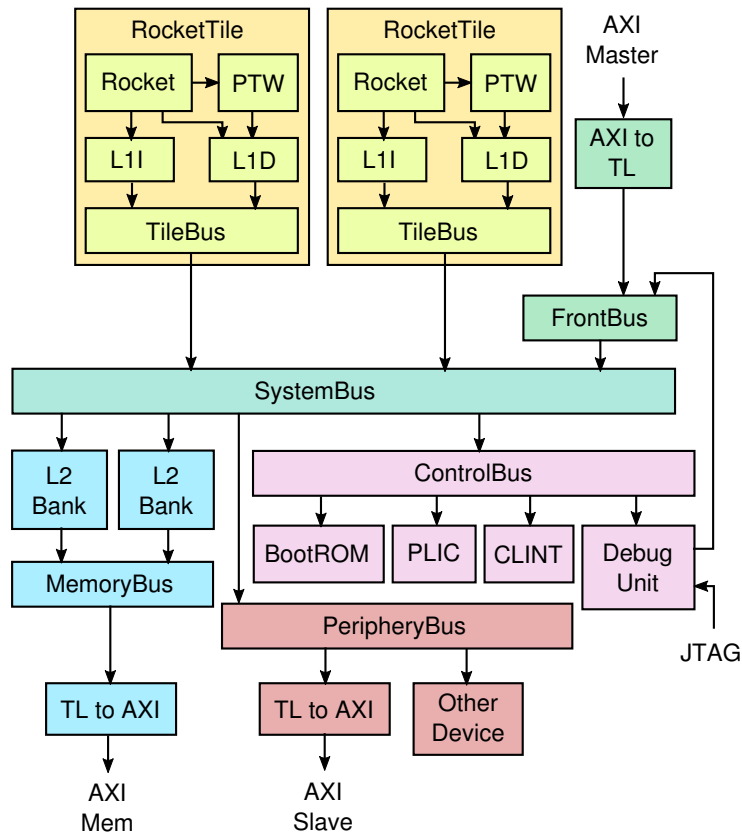 RocketTile
RocketTile
AXI
Master
Rocket
PTW
Rocket
PTW
L1I
L1D
L1I
L1D
AXI to
TL
TileBus
TileBus
FrontBus
SystemBus
L2
Bank
L2
Bank
ControlBus
BootROM
PLIC
CLINT
Debug
Unit
MemoryBus
PeripheryBus
JTAG
TL to AXI
TL to AXI
Other
Device
AXI
Mem
AXI
Slave